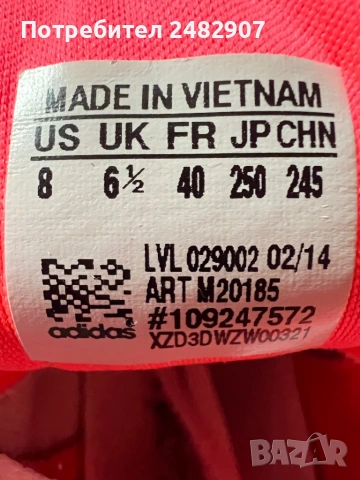 Потребител 2482907
MADE IN VIETNAM
US UK FR JP CHN
8 6½ 40 250 245
LVL 029002 02/14
ART M20185
#109247572
XZD3DWZW00321
adidas
BAZAR